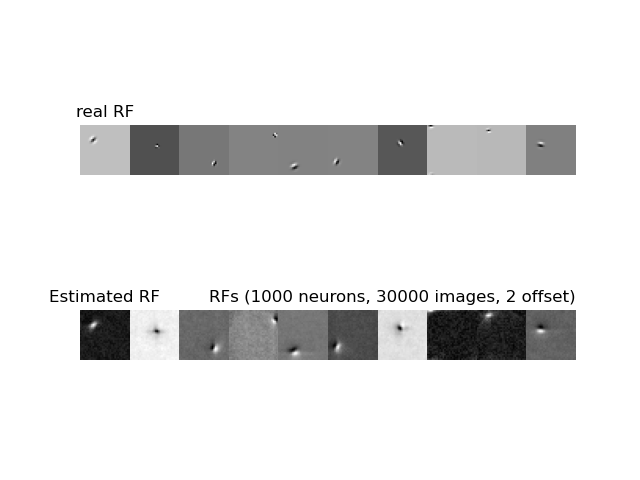 real RF
Estimated RF
RFs (1000 neurons, 30000 images, 2 offset)